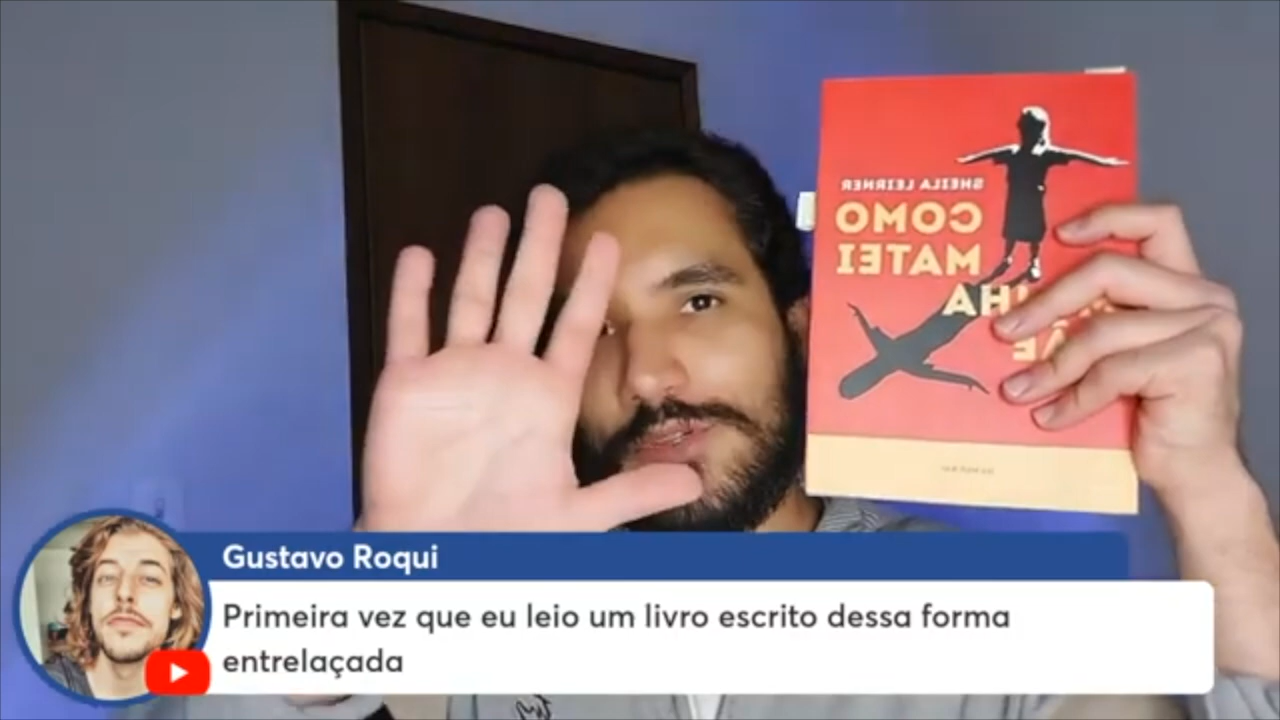 SHEILA LEIRNER
COMO
MATEI
Gustavo Roqui
Primeira vez que eu leio um livro escrito dessa forma
entrelaçada